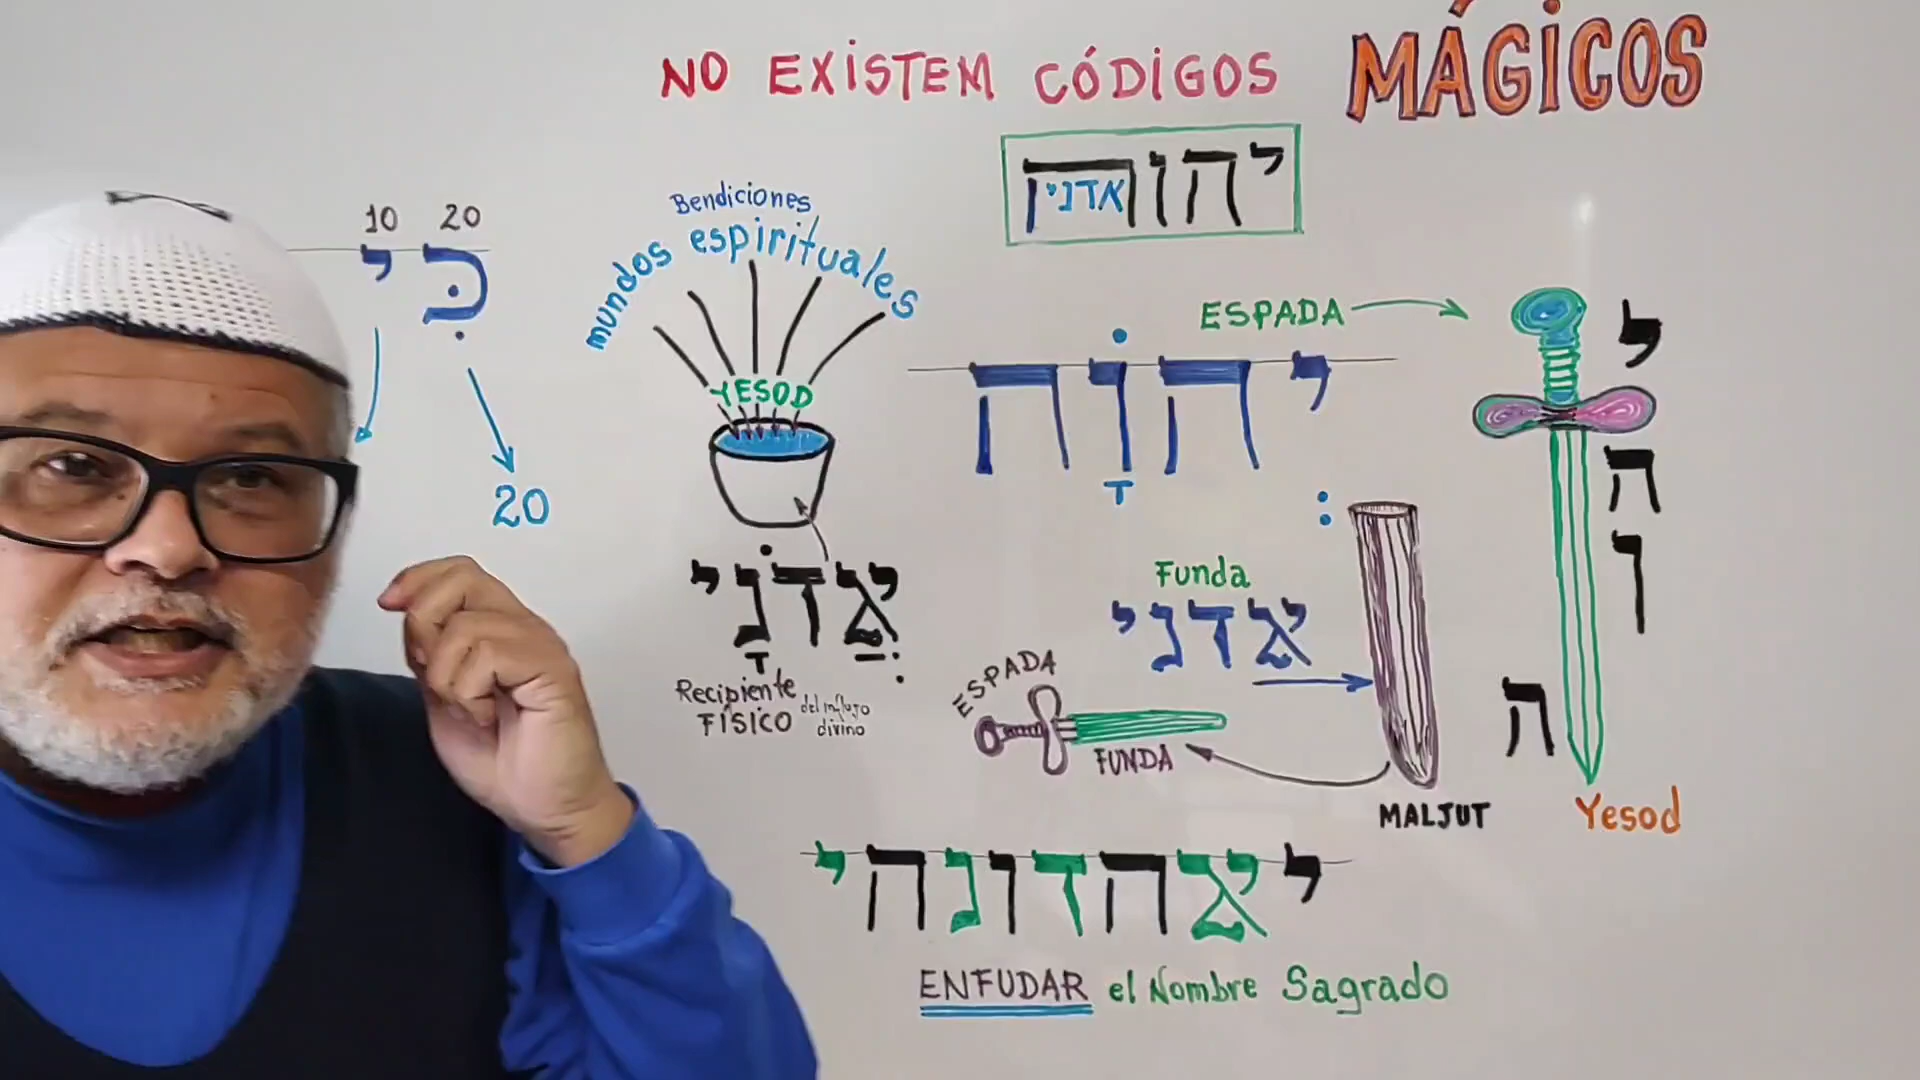 NO EXISTEM CÓDIGOS MÁGICOS
יהוה
אדני
10 20
כִּי
20
Bendiciones
mundos espirituales
YESOD
אֲדֹנָי
Recipiente
FÍSICO
del influjo
divino
ESPADA
יהוה
Funda
אדני
ESPADA
FUNDA
MALJUT
י
ה
ו
ה
Yesod
יאהדונהי
ENFUDAR el Nombre Sagrado